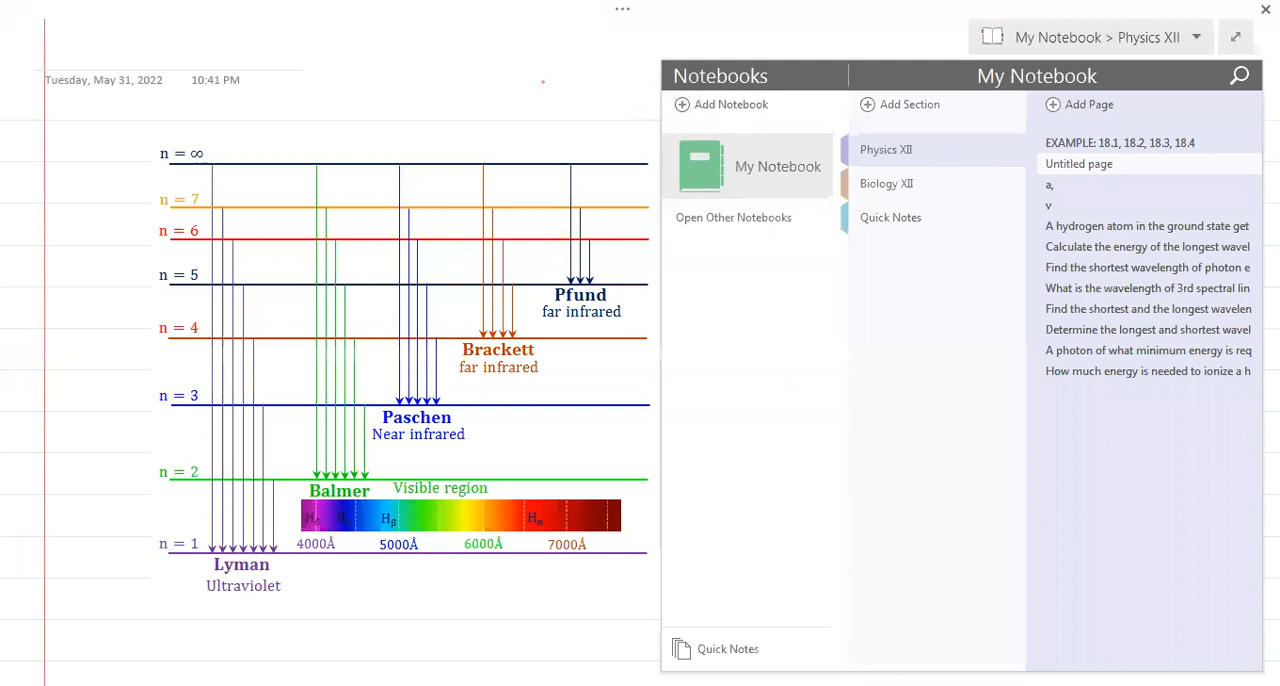 My Notebook > Physics XII
Tuesday, May 31, 2022 10:41 PM
Notebooks
My Notebook
Add Notebook
Add Section
Add Page
My Notebook
Open Other Notebooks
Physics XII
Biology XII
Quick Notes
EXAMPLE: 18.1, 18.2, 18.3, 18.4
Untitled page
a,
v
A hydrogen atom in the ground state get
Calculate the energy of the longest wavel
Find the shortest wavelength of photon e
What is the wavelength of 3rd spectral lin
Find the shortest and the longest wavelen
Determine the longest and shortest wavel
A photon of what minimum energy is req
How much energy is needed to ionize a h
Quick Notes
n = ∞
n = 7
n = 6
n = 5
Pfund
far infrared
n = 4
Brackett
far infrared
n = 3
Paschen
Near infrared
n = 2
Balmer Visible region
Hβ Hα
n = 1 4000Å 5000Å 6000Å 7000Å
Lyman
Ultraviolet